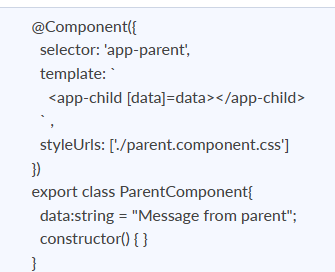 @Component({
selector: 'app-parent',
template: `
<app-child [data]=data></app-child>
` ,
styleUrls: ['./parent.component.css']
})
export class ParentComponent{
data:string = "Message from parent";
constructor() { }
}